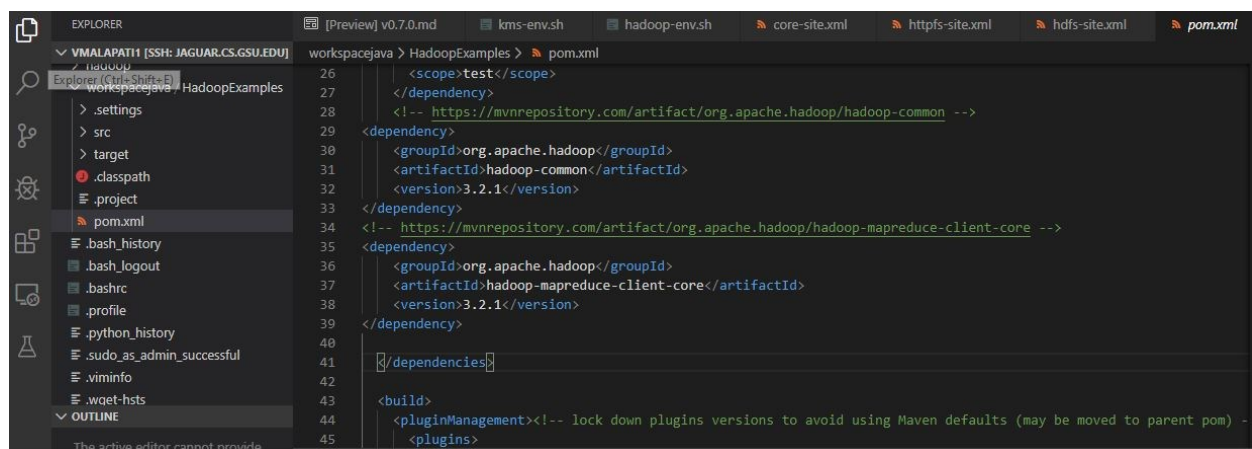 EXPLORER
VMALAPATI1 [SSH: JAGUAR.CS.GSU.EDU]
hadoop
Explorer (Ctrl+Shift+E)
workspacejava / HadoopExamples
> .settings
> src
> target
.classpath
.project
pom.xml
.bash_history
.bash_logout
.bashrc
.profile
.python_history
.sudo_as_admin_successful
.viminfo
.wget-hsts
OUTLINE
The active editor cannot provide
[Preview] v0.7.0.md kms-env.sh hadoop-env.sh core-site.xml httpfs-site.xml hdfs-site.xml pom.xml
workspacejava > HadoopExamples > pom.xml
26 <scope>test</scope>
27 </dependency>
28 <!-- https://mvnrepository.com/artifact/org.apache.hadoop/hadoop-common -->
29 <dependency>
30 <groupId>org.apache.hadoop</groupId>
31 <artifactId>hadoop-common</artifactId>
32 <version>3.2.1</version>
33 </dependency>
34 <!-- https://mvnrepository.com/artifact/org.apache.hadoop/hadoop-mapreduce-client-core -->
35 <dependency>
36 <groupId>org.apache.hadoop</groupId>
37 <artifactId>hadoop-mapreduce-client-core</artifactId>
38 <version>3.2.1</version>
39 </dependency>
40
41 </dependencies>
42
43 <build>
44 <pluginManagement><!-- lock down plugins versions to avoid using Maven defaults (may be moved to parent pom) -
45 <plugins>